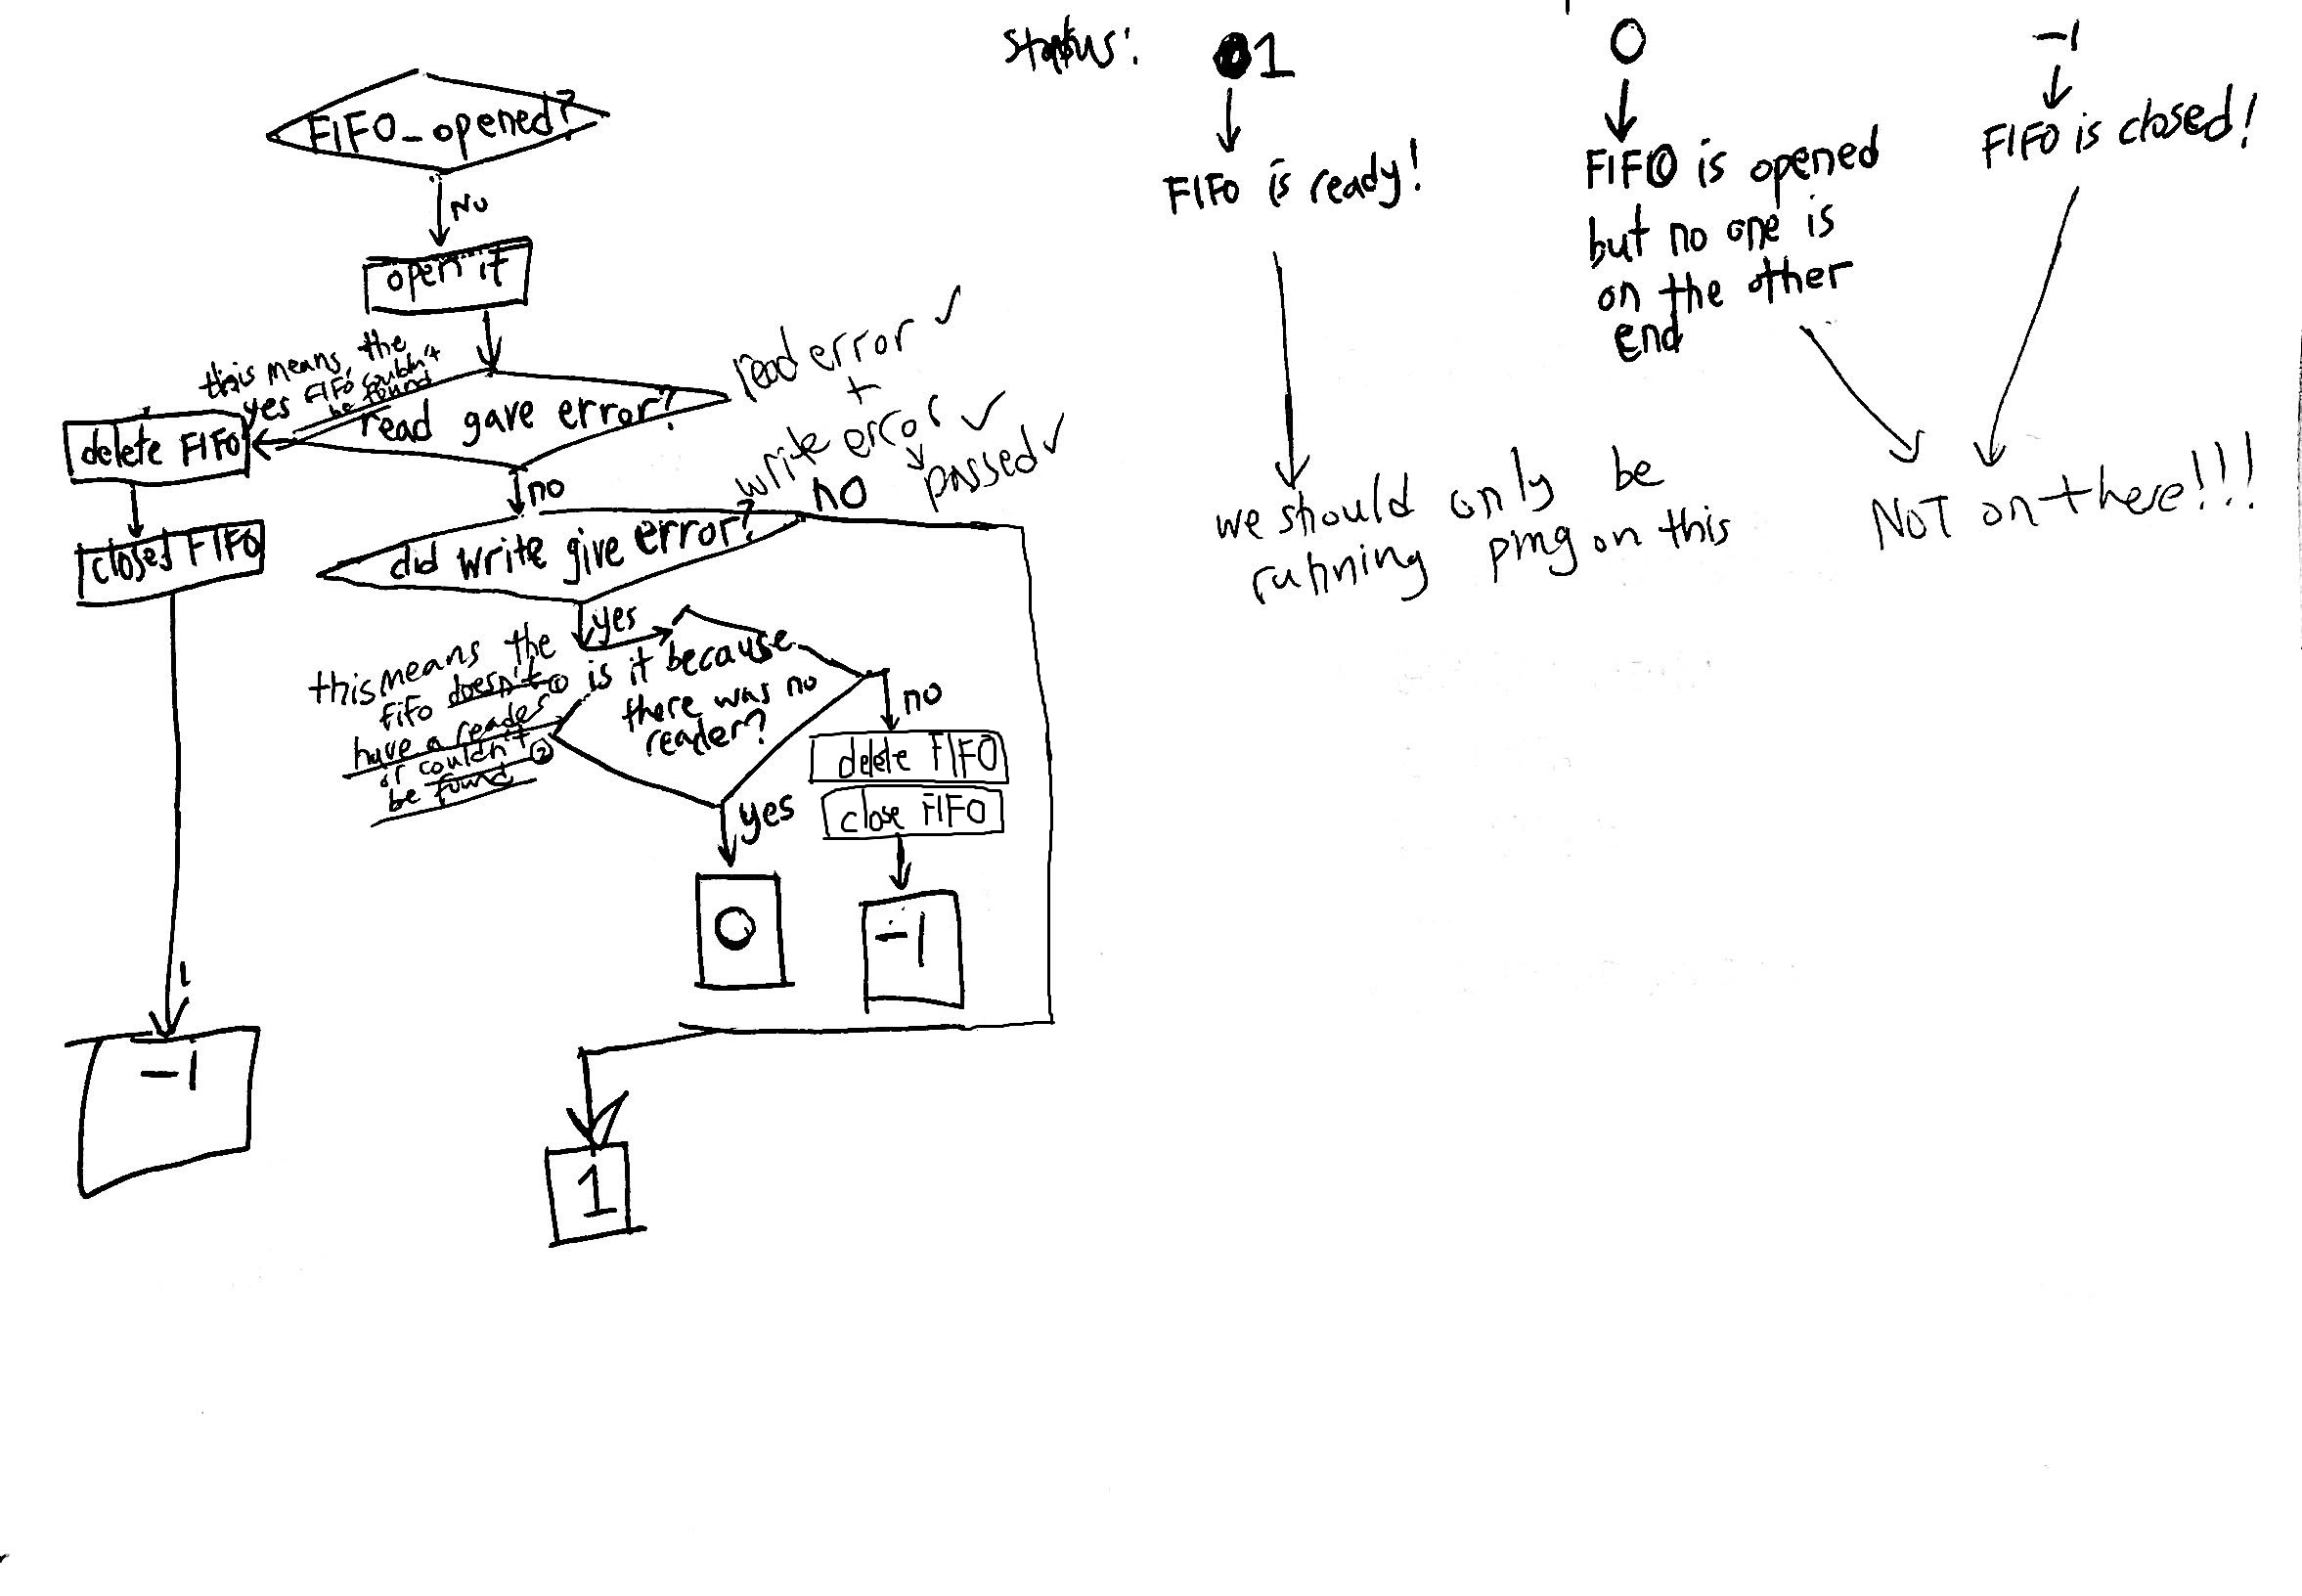 FIFO_opened?
No
open it
this means, the
FIFO couldn't
be found
yes
read gave error?
delete FIFO
closed FIFO
-1
no
read error ✓
+
write error ✓
passed ✓
did write give error?
no
yes
this means the
FiFo doesn't ①
have a reader
or couldn't ②
be found
is it because
there was no
reader?
no
delete FIFO
close FIFO
-1
yes
0
1
Status:
1
FIFO is ready!
we should only be
running ping on this
0
FIFO is opened
but no one is
on the other
end
-1
FIFO is closed!
NOT on there!!!